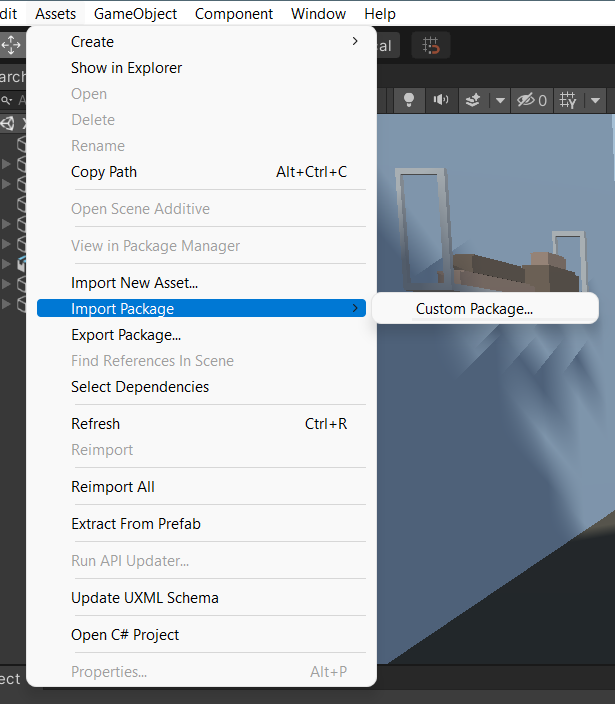 dit Assets GameObject Component Window Help
Create
al
Show in Explorer
arch
Open
0
Delete
Rename
Copy Path Alt+Ctrl+C
Open Scene Additive
View in Package Manager
Import New Asset...
Import Package Custom Package...
Export Package...
Find References In Scene
Select Dependencies
Refresh Ctrl+R
Reimport
Reimport All
Extract From Prefab
Run API Updater...
Update UXML Schema
Open C# Project
Properties... Alt+P
ect